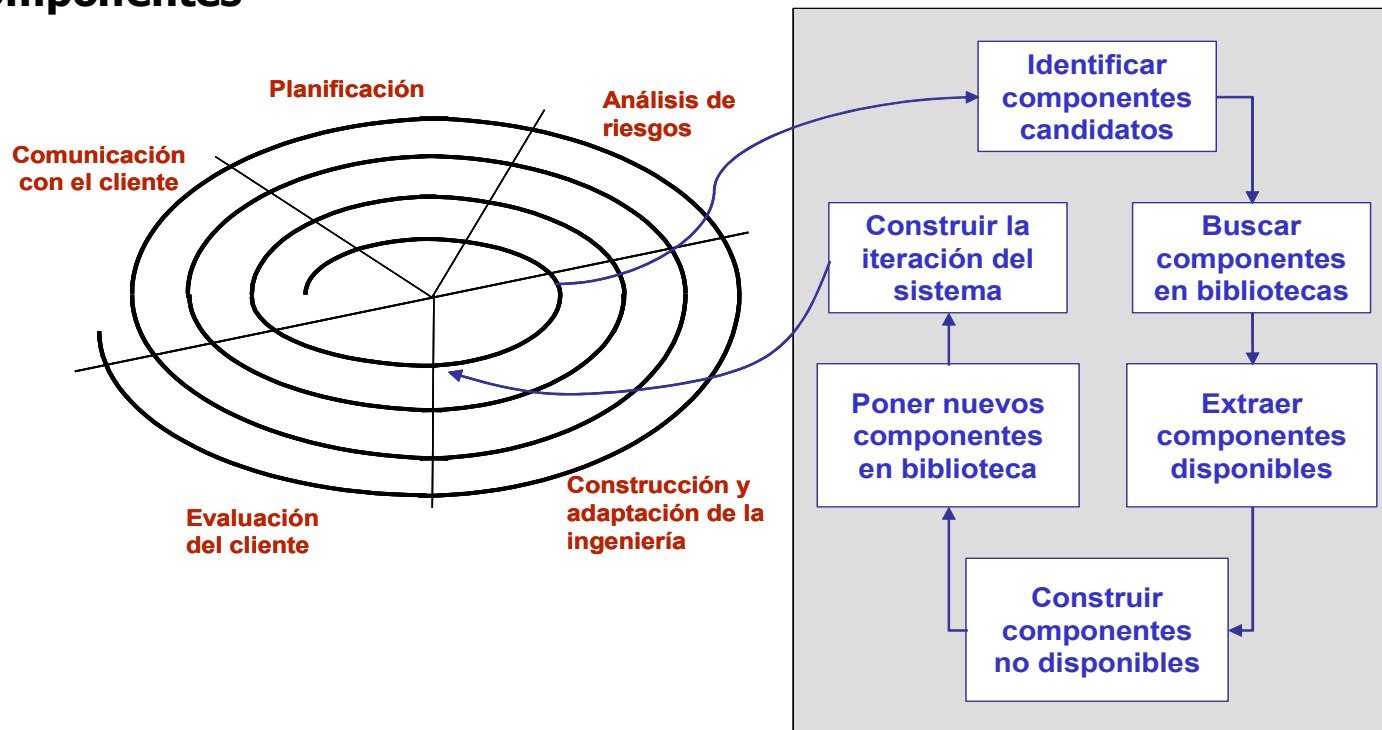 Planificación
Análisis de
riesgos
Comunicación
con el cliente
Evaluación
del cliente
Construcción y
adaptación de la
ingeniería
Identificar
componentes
candidatos
Buscar
componentes
en bibliotecas
Extraer
componentes
disponibles
Construir
componentes
no disponibles
Poner nuevos
componentes
en biblioteca
Construir la
iteración del
sistema